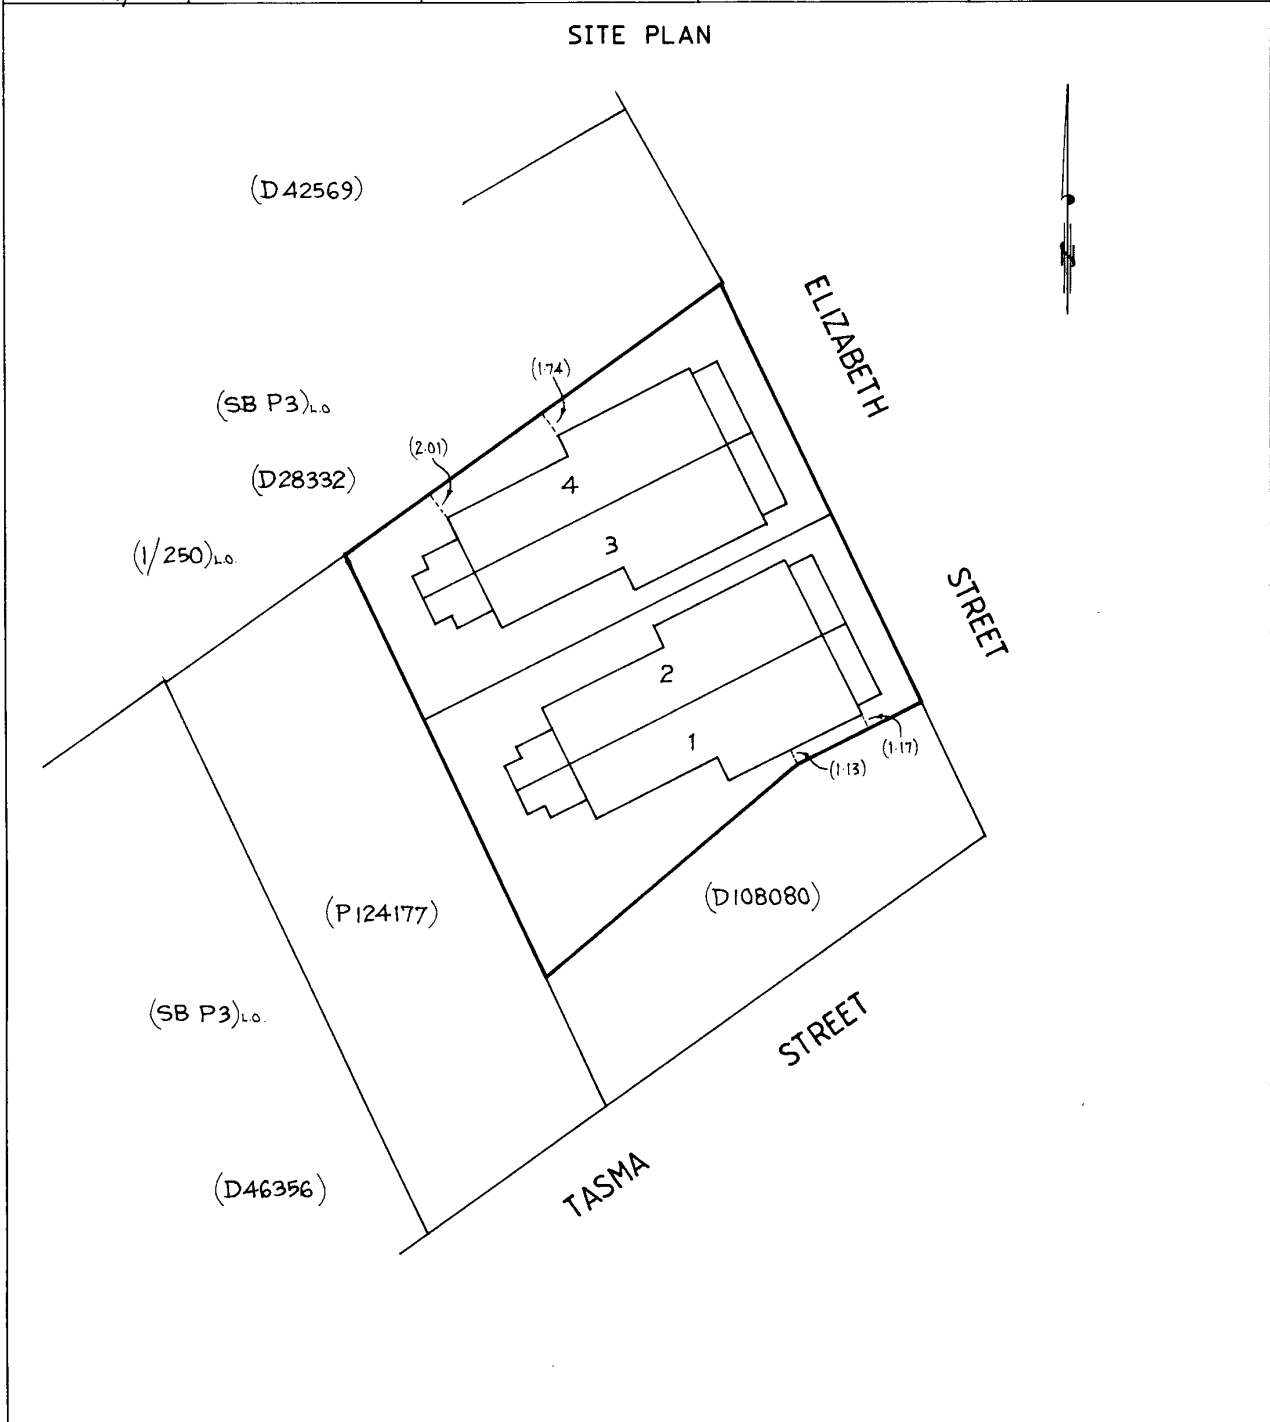 SITE PLAN
(D42569)
N
ELIZABETH STREET
(1·74)
(SB P3)L.O
(2·01)
(D28332)
4
(1/250)L.O.
3
2
1
(1·17)
(1·13)
(D108080)
(P124177)
(SB P3)L.O.
TASMA STREET
(D46356)